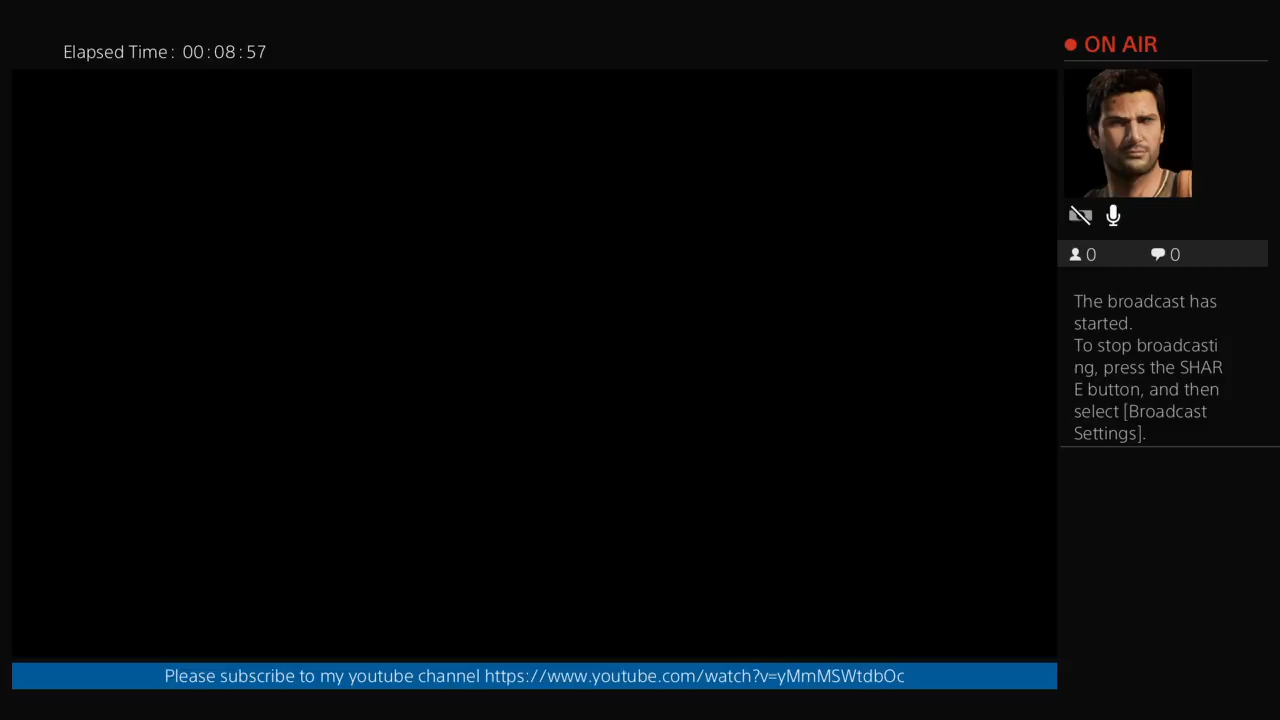 Elapsed Time: 00:08:57
ON AIR
0 0
The broadcast has
started.
To stop broadcasti
ng, press the SHAR
E button, and then
select [Broadcast
Settings].
Please subscribe to my youtube channel https://www.youtube.com/watch?v=yMmMSWtdbOc